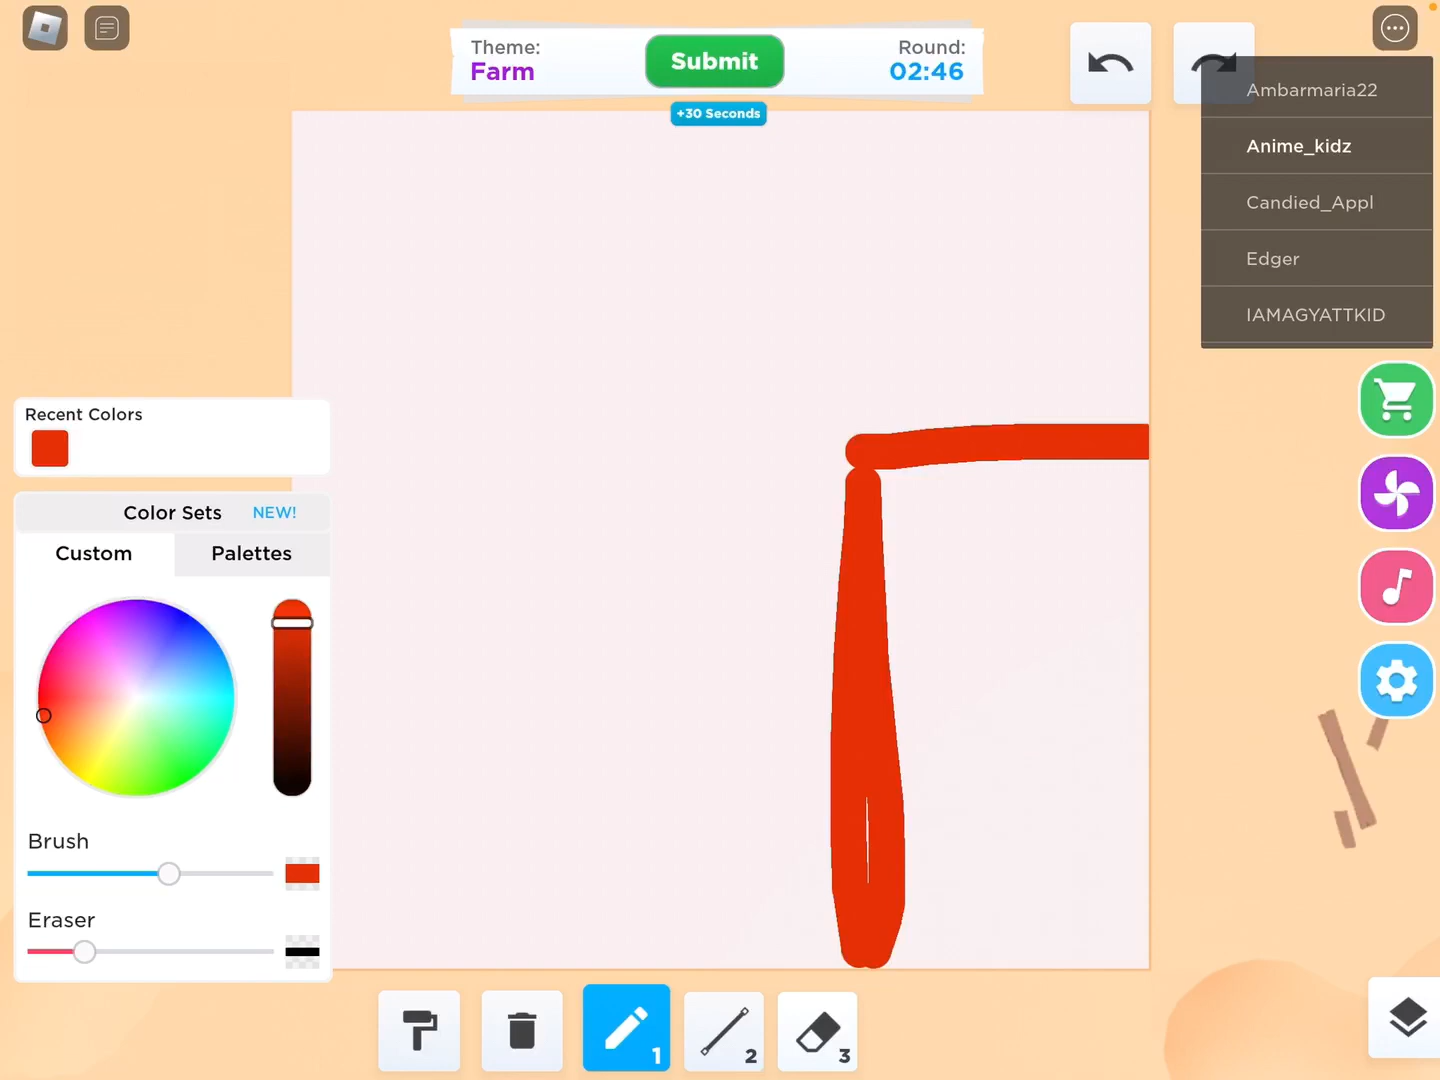 Theme:
Farm
Submit
Round:
02:46
+30 Seconds
Ambarmaria22
Anime_kidz
Candied_Appl
Edger
IAMAGYATTKID
Recent Colors
Color Sets NEW!
Custom Palettes
Brush
Eraser
1
2
3